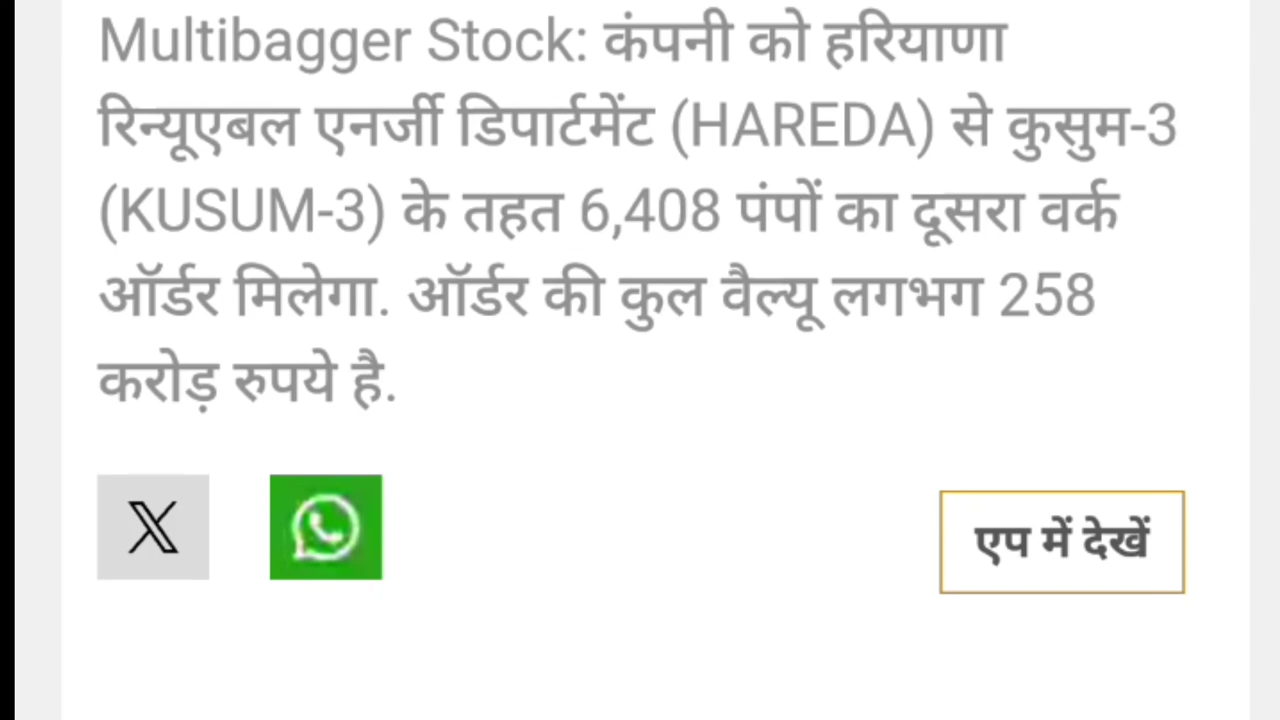 Multibagger Stock: कंपनी को हरियाणा
रिन्यूएबल एनर्जी डिपार्टमेंट (HAREDA) से कुसुम-3
(KUSUM-3) के तहत 6,408 पंपों का दूसरा वर्क
ऑर्डर मिलेगा. ऑर्डर की कुल वैल्यू लगभग 258
करोड़ रुपये है.
एप में देखें